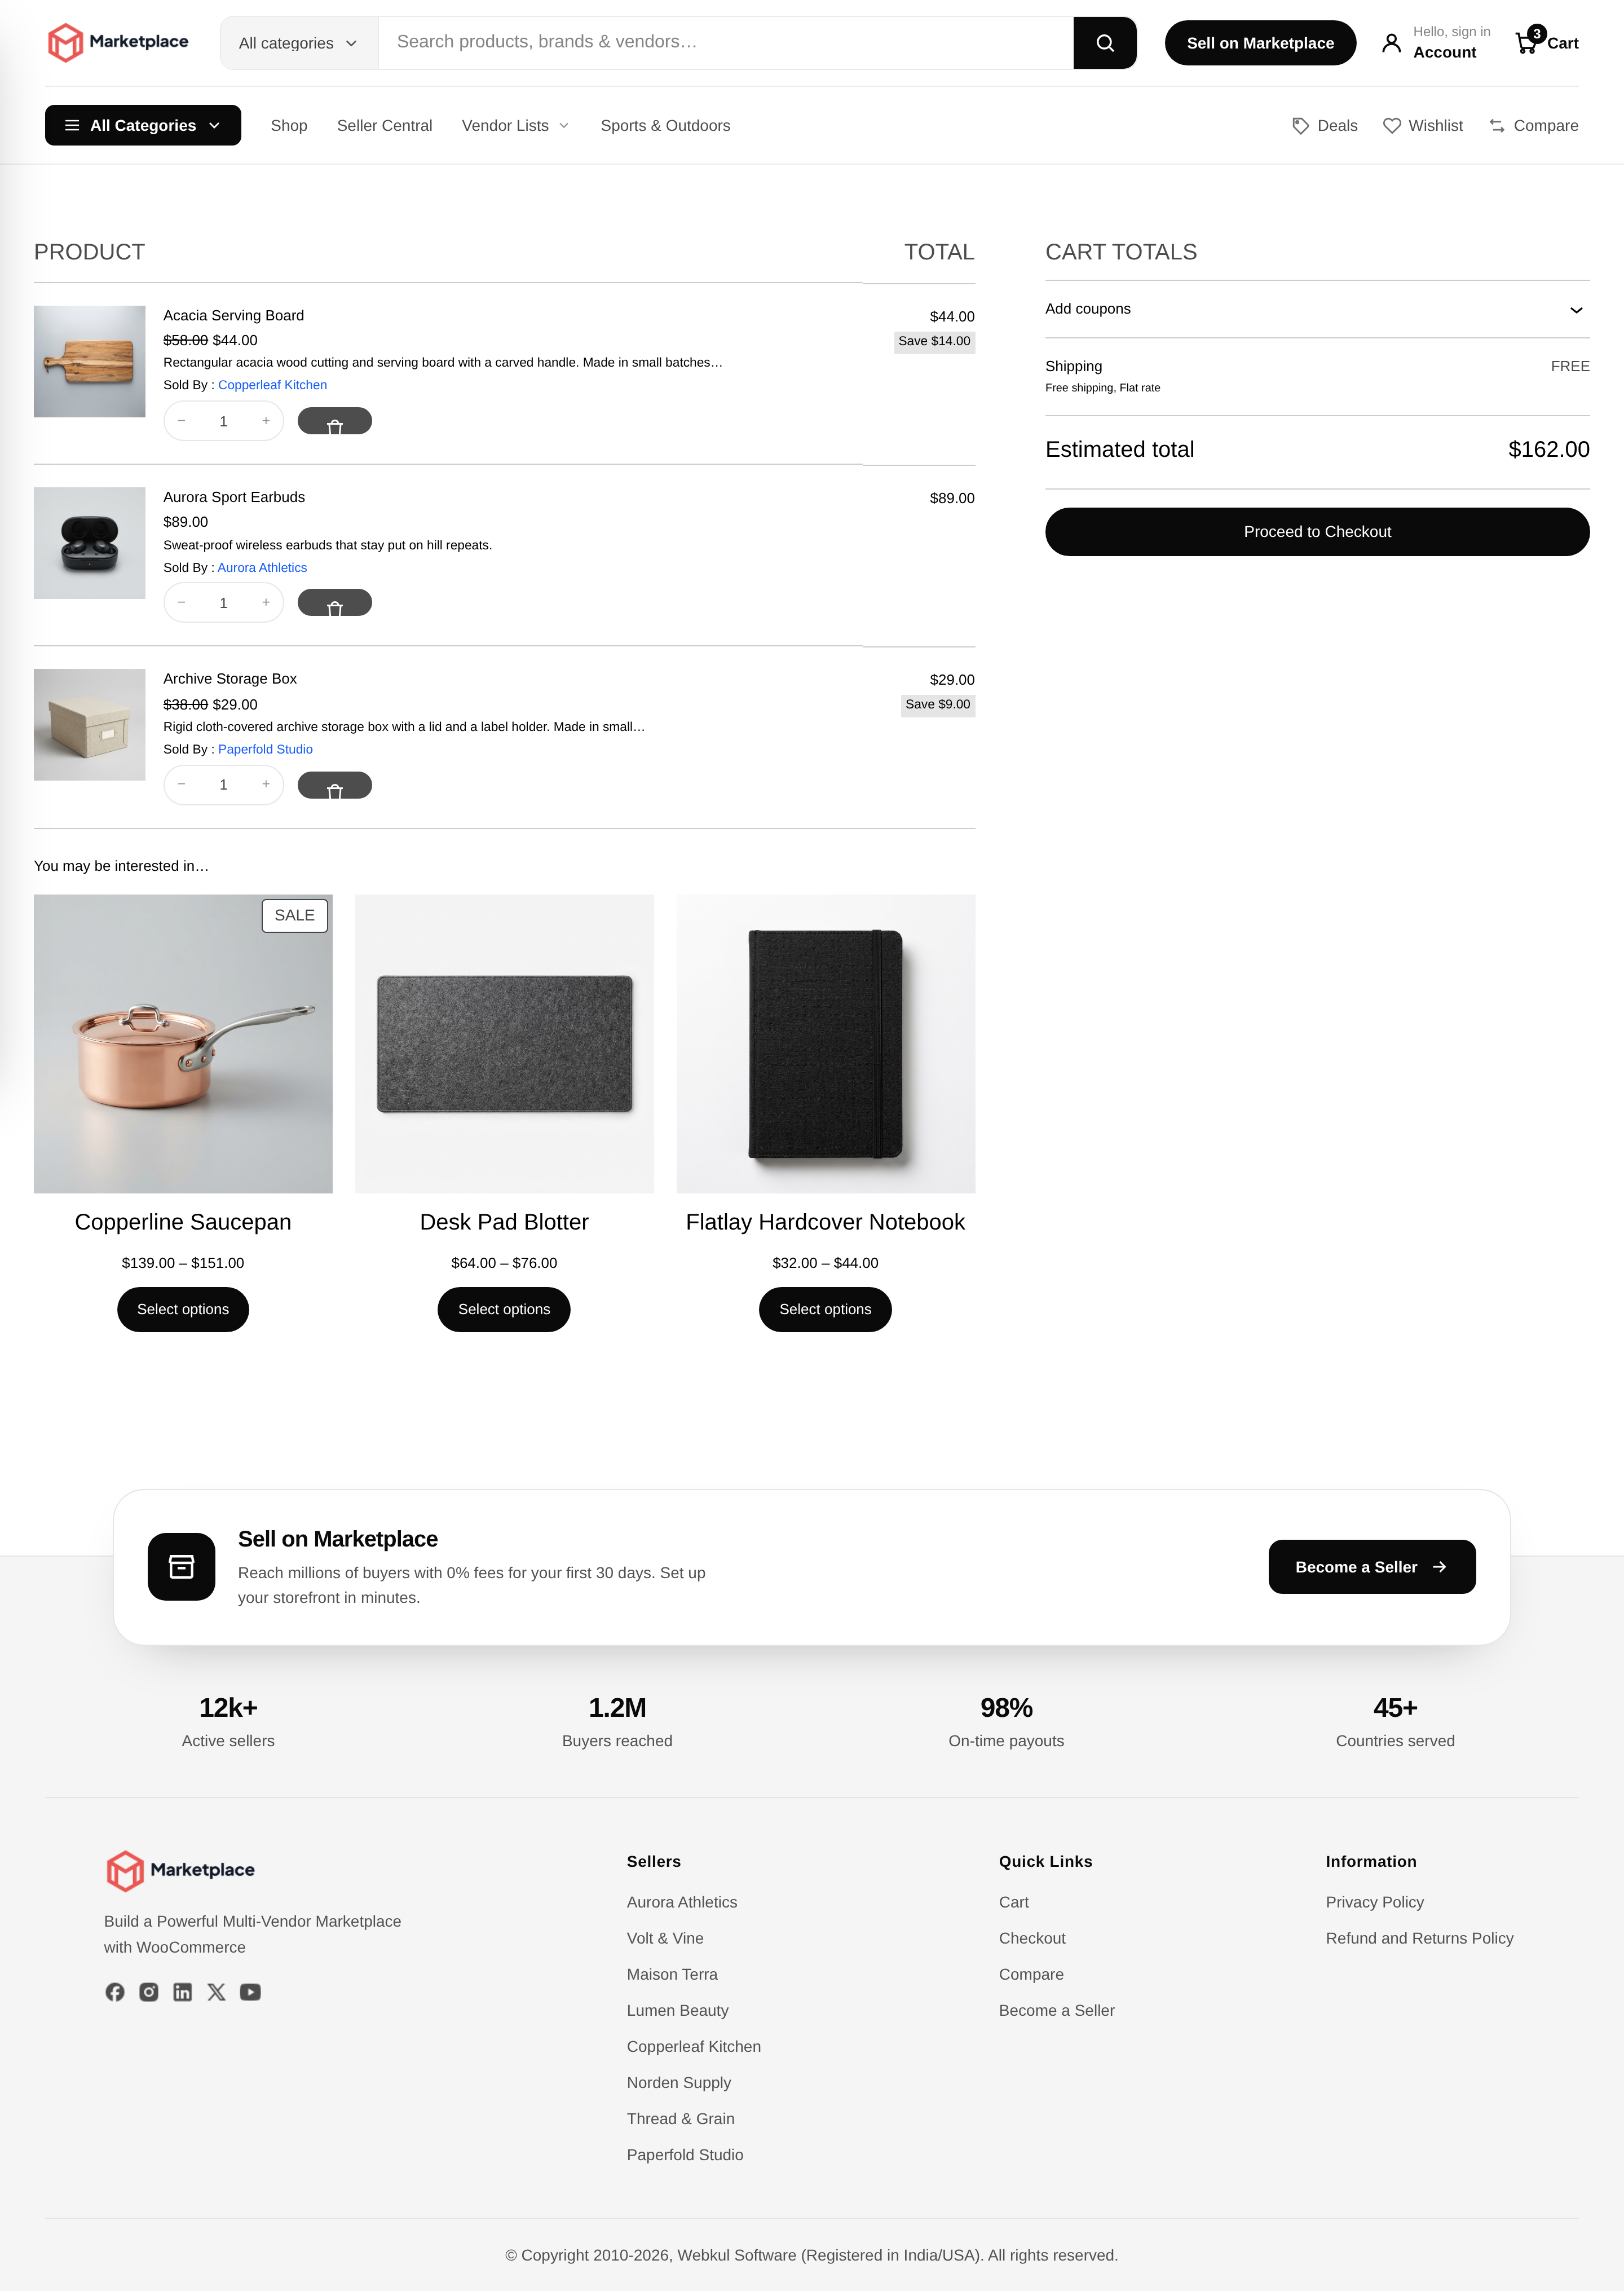 Marketplace
All categories
Search products, brands & vendors…
Sell on Marketplace
Hello, sign in
Account
3
Cart
All Categories
Shop
Seller Central
Vendor Lists
Sports & Outdoors
Deals
Wishlist
Compare
PRODUCT
TOTAL
Acacia Serving Board
$58.00 $44.00
Rectangular acacia wood cutting and serving board with a carved handle. Made in small batches…
Sold By : Copperleaf Kitchen
− 1 +
$44.00
Save $14.00
Aurora Sport Earbuds
$89.00
Sweat-proof wireless earbuds that stay put on hill repeats.
Sold By : Aurora Athletics
− 1 +
$89.00
Archive Storage Box
$38.00 $29.00
Rigid cloth-covered archive storage box with a lid and a label holder. Made in small…
Sold By : Paperfold Studio
− 1 +
$29.00
Save $9.00
CART TOTALS
Add coupons
Shipping
FREE
Free shipping, Flat rate
Estimated total
$162.00
Proceed to Checkout
You may be interested in…
SALE
Copperline Saucepan
$139.00 – $151.00
Select options
Desk Pad Blotter
$64.00 – $76.00
Select options
Flatlay Hardcover Notebook
$32.00 – $44.00
Select options
Sell on Marketplace
Reach millions of buyers with 0% fees for your first 30 days. Set up
your storefront in minutes.
Become a Seller
12k+
Active sellers
1.2M
Buyers reached
98%
On-time payouts
45+
Countries served
Marketplace
Build a Powerful Multi-Vendor Marketplace
with WooCommerce
Sellers
Aurora Athletics
Volt & Vine
Maison Terra
Lumen Beauty
Copperleaf Kitchen
Norden Supply
Thread & Grain
Paperfold Studio
Quick Links
Cart
Checkout
Compare
Become a Seller
Information
Privacy Policy
Refund and Returns Policy
© Copyright 2010-2026, Webkul Software (Registered in India/USA). All rights reserved.